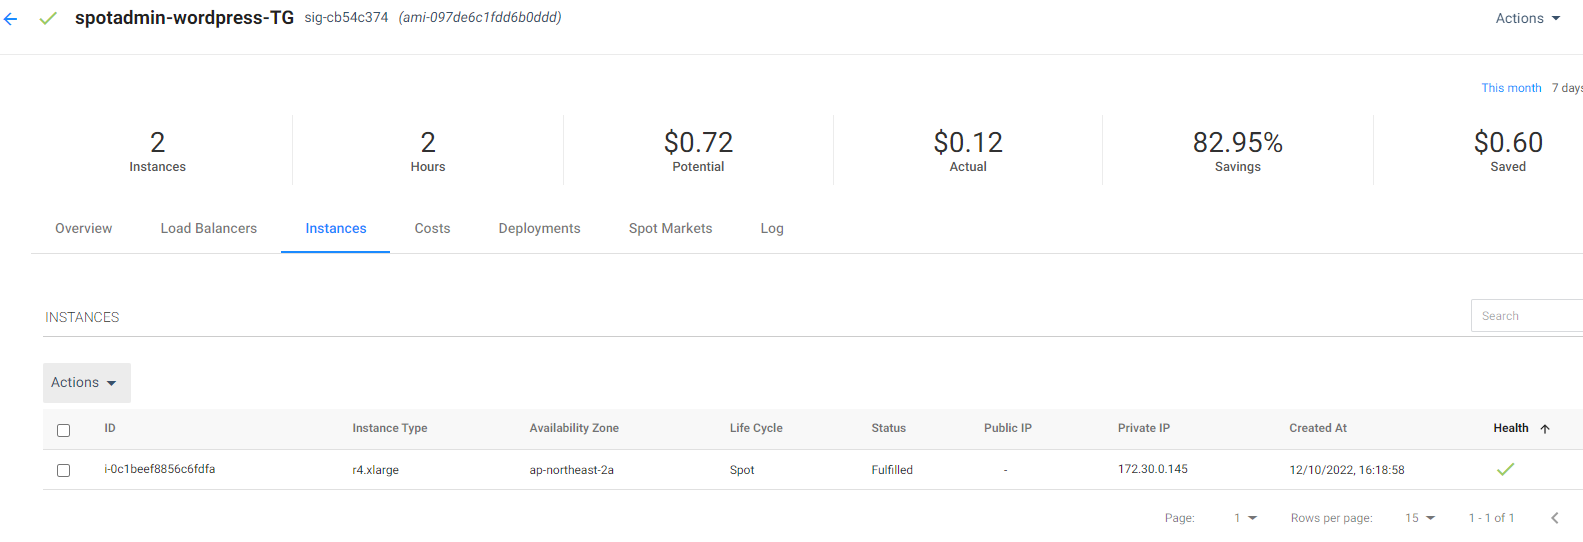 spotadmin-wordpress-TG sig-cb54c374 (ami-097de6c1fdd6b0ddd) Actions
This month 7 days
2 2 $0.72 $0.12 82.95% $0.60
Instances Hours Potential Actual Savings Saved
Overview Load Balancers Instances Costs Deployments Spot Markets Log
INSTANCES Search
Actions
ID Instance Type Availability Zone Life Cycle Status Public IP Private IP Created At Health
i-0c1beef8856c6fdfa r4.xlarge ap-northeast-2a Spot Fulfilled - 172.30.0.145 12/10/2022, 16:18:58
Page: 1 Rows per page: 15 1 - 1 of 1